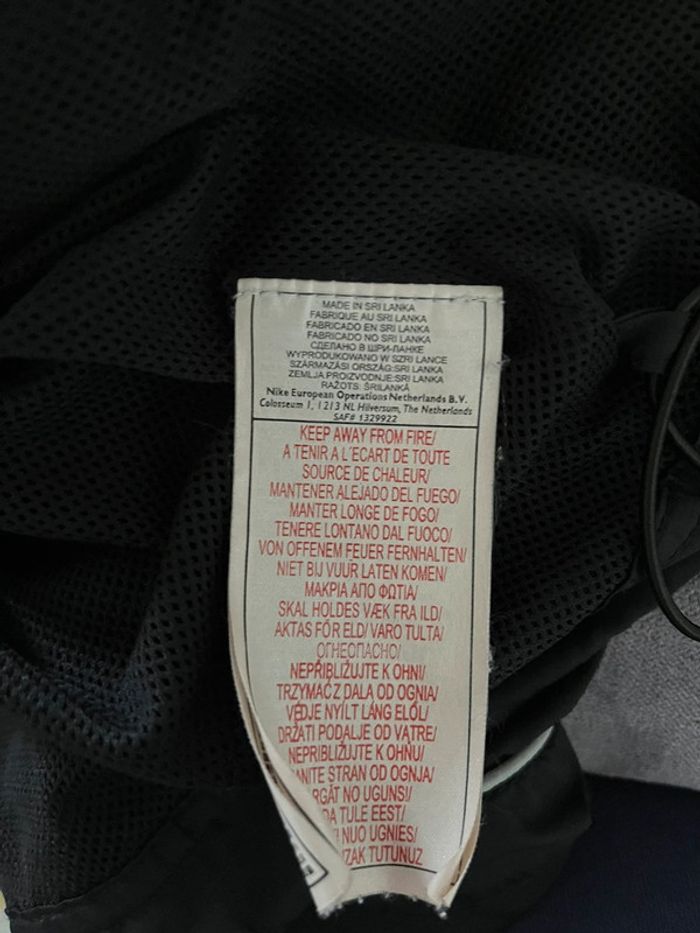 MADE IN SRI LANKA
FABRIQUE AU SRI LANKA
FABRICADO EN SRI LANKA
FABRICADO NO SRI LANKA
СДЕЛАНО В ШРИ-ЛАНКЕ
WYPRODUKOWANO W SZRI LANCE
SZÁRMAZÁSI ORSZÁG:SRI LANKA
ZEMLJA PROIZVODNJE:SRI LANKA
RAŽOTS: ŠRILANKĀ
Nike European Operations Netherlands B.V.
Colosseum 1, 1213 NL Hilversum, The Netherlands
SAF# 1329922
KEEP AWAY FROM FIRE/
A TENIR A L'ECART DE TOUTE
SOURCE DE CHALEUR/
MANTENER ALEJADO DEL FUEGO/
MANTER LONGE DE FOGO/
TENERE LONTANO DAL FUOCO/
VON OFFENEM FEUER FERNHALTEN/
NIET BIJ VUUR LATEN KOMEN/
ΜΑΚΡΙΑ ΑΠΟ ΦΩΤΙΑ/
SKAL HOLDES VÆK FRA ILD/
AKTAS FÖR ELD/ VARO TULTA/
ОГНЕОПАСНО/
NEPŘIBLIŽUJTE K OHNI/
TRZYMAĆ Z DALA OD OGNIA/
VÉDJE NYÍLT LÁNG ELŐL/
DRŽATI PODALJE OD VATRE/
NEPRIBLIŽUJTE K OHŇU/
STRAN OD OGNJA/
NO UGUNS/
TULE EEST/
NUO UGNIES/
TUTUNUZ